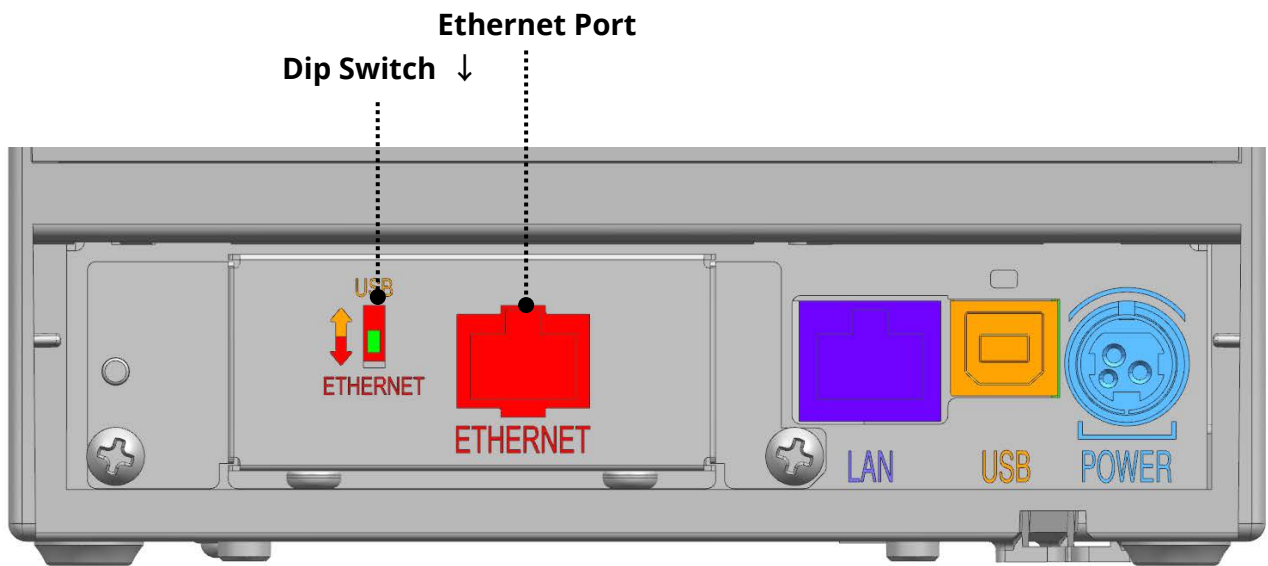 Ethernet Port
Dip Switch ↓
USB
ETHERNET
ETHERNET
LAN
USB
POWER